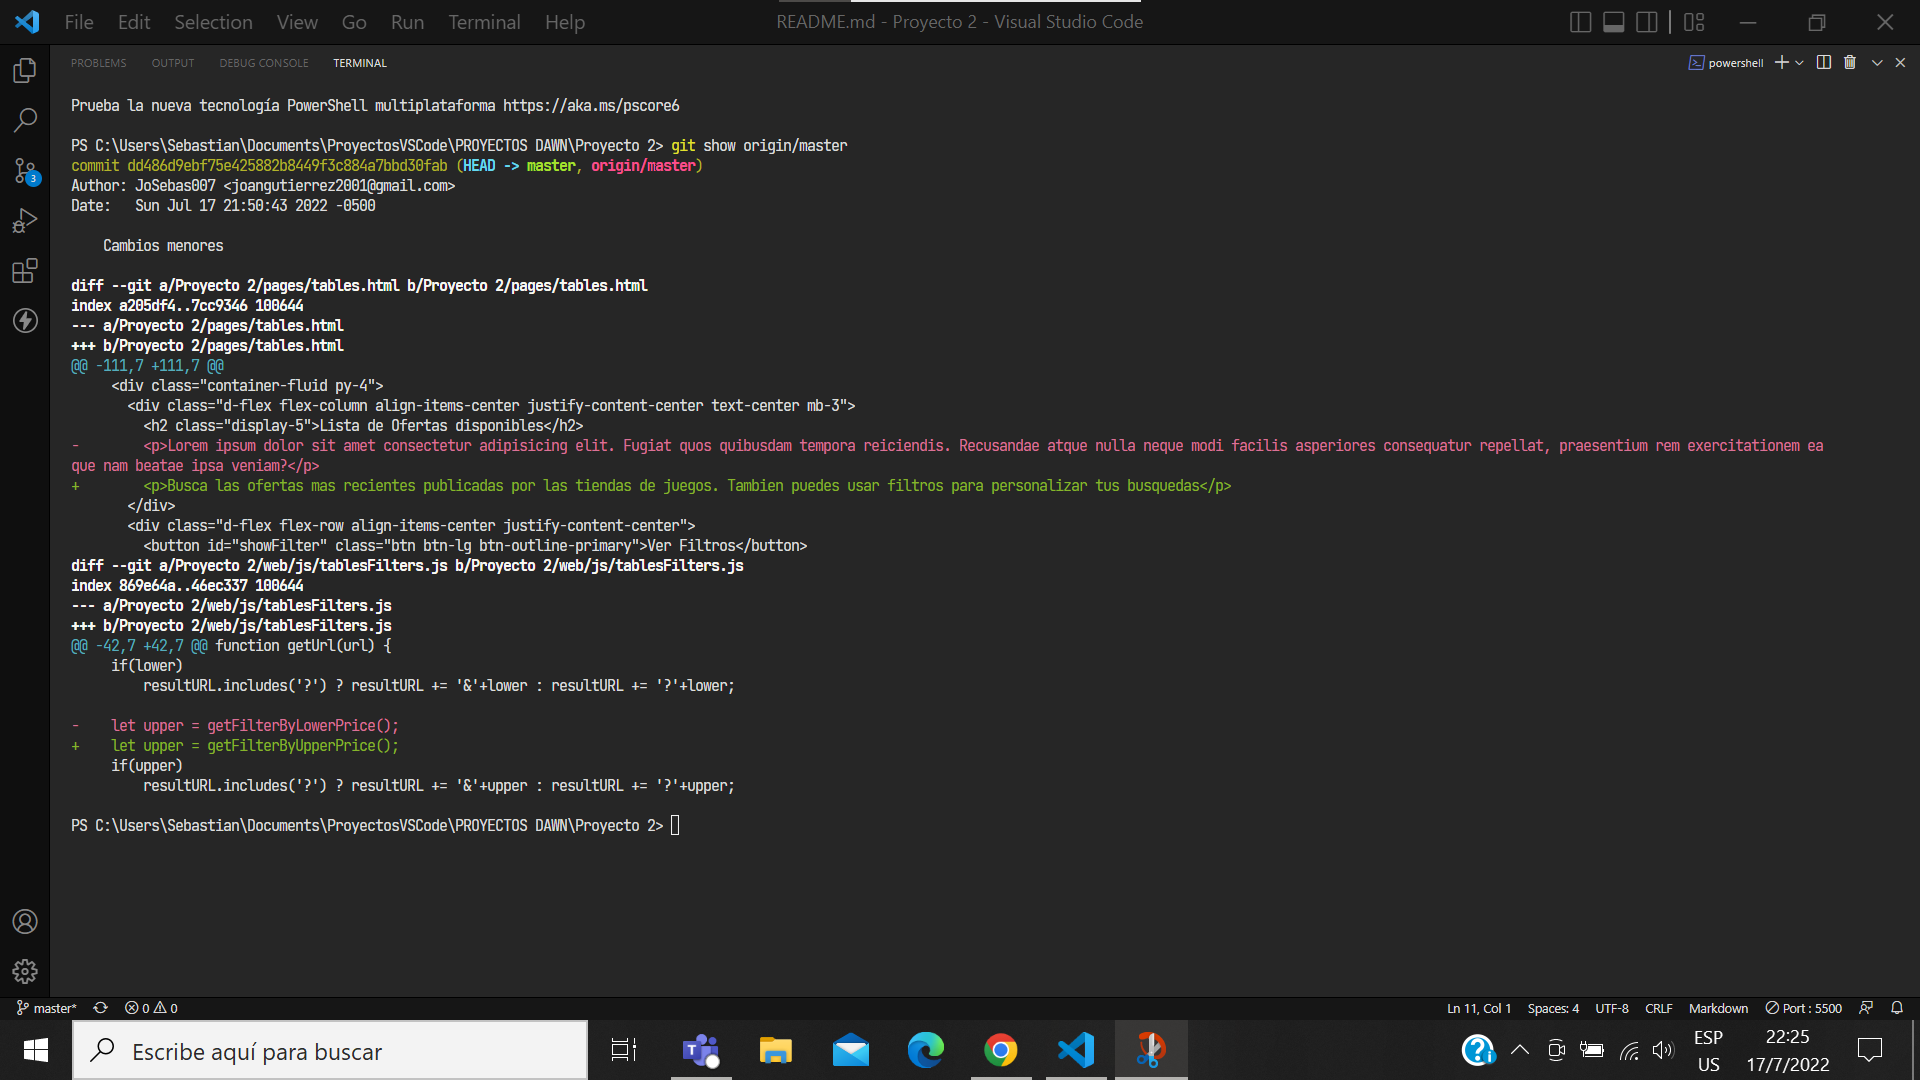 File Edit Selection View Go Run Terminal Help
README.md - Proyecto 2 - Visual Studio Code
PROBLEMS OUTPUT DEBUG CONSOLE TERMINAL
powershell
Prueba la nueva tecnología PowerShell multiplataforma https://aka.ms/pscore6
PS C:\Users\Sebastian\Documents\ProyectosVSCode\PROYECTOS DAWN\Proyecto 2> git show origin/master
commit dd486d9ebf75e425882b8449f3c884a7bbd30fab (HEAD -> master, origin/master)
Author: JoSebas007 <joangutierrez2001@gmail.com>
Date:   Sun Jul 17 21:50:43 2022 -0500
    Cambios menores
diff --git a/Proyecto 2/pages/tables.html b/Proyecto 2/pages/tables.html
index a205df4..7cc9346 100644
--- a/Proyecto 2/pages/tables.html
+++ b/Proyecto 2/pages/tables.html
@@ -111,7 +111,7 @@
     <div class="container-fluid py-4">
       <div class="d-flex flex-column align-items-center justify-content-center text-center mb-3">
         <h2 class="display-5">Lista de Ofertas disponibles</h2>
-        <p>Lorem ipsum dolor sit amet consectetur adipisicing elit. Fugiat quos quibusdam tempora reiciendis. Recusandae atque nulla neque modi facilis asperiores consequatur repellat, praesentium rem exercitationem ea
que nam beatae ipsa veniam?</p>
+        <p>Busca las ofertas mas recientes publicadas por las tiendas de juegos. Tambien puedes usar filtros para personalizar tus busquedas</p>
       </div>
       <div class="d-flex flex-row align-items-center justify-content-center">
         <button id="showFilter" class="btn btn-lg btn-outline-primary">Ver Filtros</button>
diff --git a/Proyecto 2/web/js/tablesFilters.js b/Proyecto 2/web/js/tablesFilters.js
index 869e64a..46ec337 100644
--- a/Proyecto 2/web/js/tablesFilters.js
+++ b/Proyecto 2/web/js/tablesFilters.js
@@ -42,7 +42,7 @@ function getUrl(url) {
     if(lower)
         resultURL.includes('?') ? resultURL += '&'+lower : resultURL += '?'+lower;
-    let upper = getFilterByLowerPrice();
+    let upper = getFilterByUpperPrice();
     if(upper)
         resultURL.includes('?') ? resultURL += '&'+upper : resultURL += '?'+upper;
PS C:\Users\Sebastian\Documents\ProyectosVSCode\PROYECTOS DAWN\Proyecto 2>
3
master* 0 0
Ln 11, Col 1 Spaces: 4 UTF-8 CRLF Markdown Port : 5500
Escribe aquí para buscar
T
ESP
US
22:25
17/7/2022